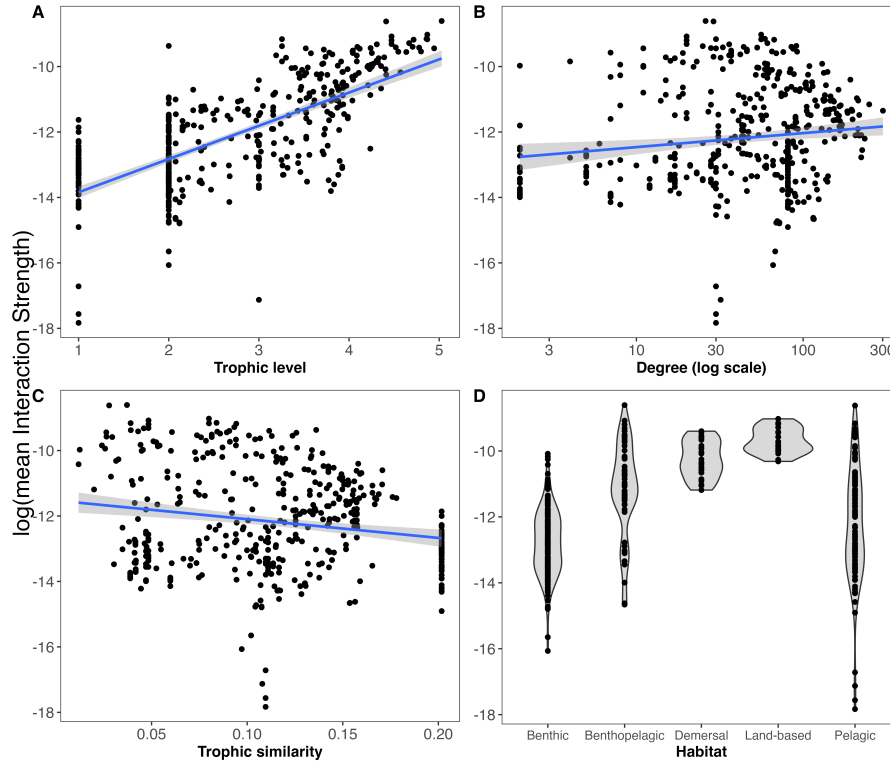 A
B
-10
-12
-14
-16
-18
1
2
3
4
5
Trophic level
-10
-12
-14
-16
-18
3
10
30
100
300
Degree (log scale)
log(mean Interaction Strength)
C
D
-10
-12
-14
-16
-18
0.05
0.10
0.15
0.20
Trophic similarity
-10
-12
-14
-16
-18
Benthic
Benthopelagic
Demersal
Land-based
Pelagic
Habitat